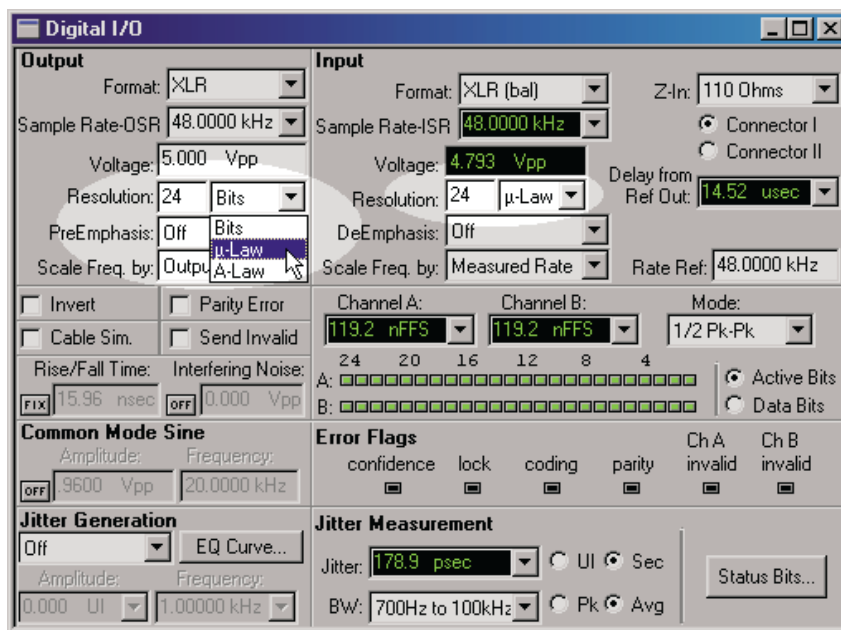 Digital I/O
Output
Format: XLR
Sample Rate-OSR 48.0000 kHz
Voltage: 5.000 Vpp
Resolution: 24 Bits
Bits
µ-Law
A-Law
PreEmphasis: Off
Scale Freq. by: Outpu
Input
Format: XLR (bal)
Sample Rate-ISR 48.0000 kHz
Voltage: 4.793 Vpp
Resolution: 24 µ-Law
DeEmphasis: Off
Scale Freq. by: Measured Rate
Z-In: 110 Ohms
Connector I
Connector II
Delay from
Ref Out: 14.52 usec
Rate Ref: 48.0000 kHz
Invert
Parity Error
Cable Sim.
Send Invalid
Rise/Fall Time:
Interfering Noise:
FIX 15.96 nsec
OFF 0.000 Vpp
Channel A:
Channel B:
Mode:
119.2 nFFS
119.2 nFFS
1/2 Pk-Pk
24 20 16 12 8 4
A:
B:
Active Bits
Data Bits
Common Mode Sine
Amplitude:
Frequency:
OFF .9600 Vpp
20.0000 kHz
Error Flags
confidence
lock
coding
parity
Ch A
invalid
Ch B
invalid
Jitter Generation
Off
EQ Curve...
Amplitude:
Frequency:
0.000 UI
1.00000 kHz
Jitter Measurement
Jitter: 178.9 psec
UI
Sec
BW: 700Hz to 100kHz
Pk
Avg
Status Bits...